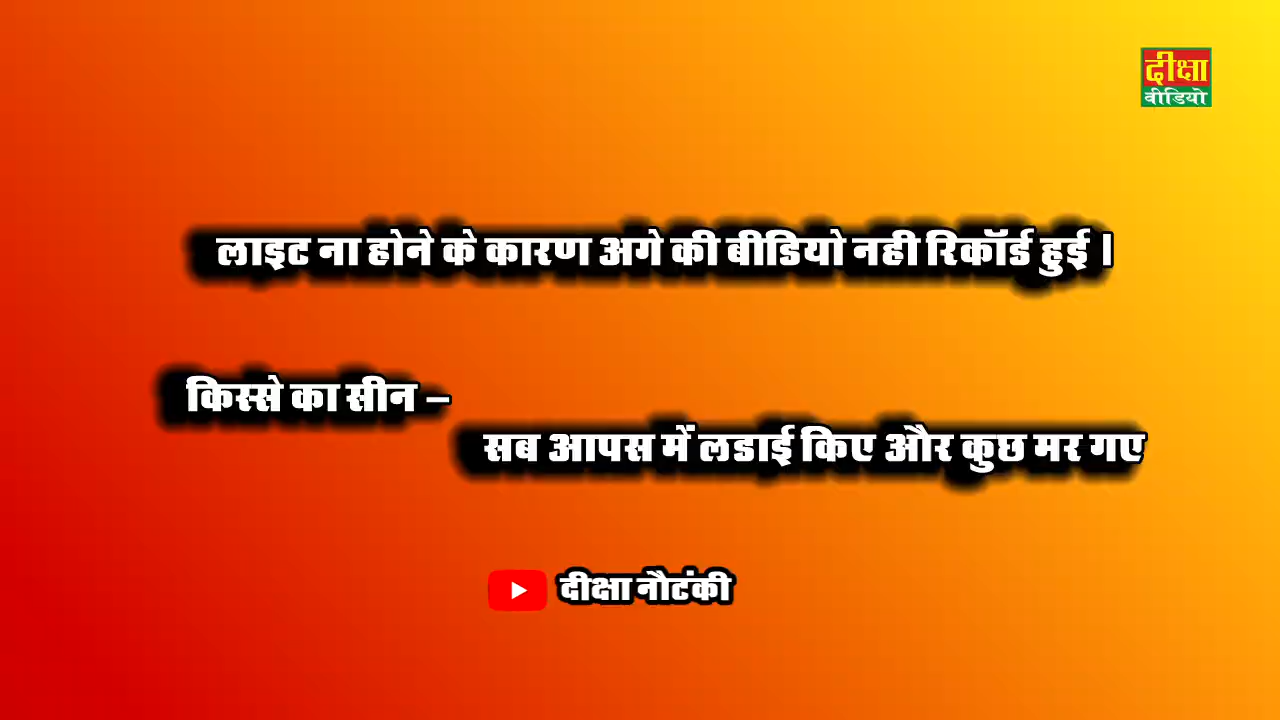 दीक्षा
वीडियो
लाइट ना होने के कारण अगे की बीडियो नही रिकॉर्ड हुई ।
किस्से का सीन –
सब आपस में लडाई किए और कुछ मर गए
दीक्षा नौटंकी